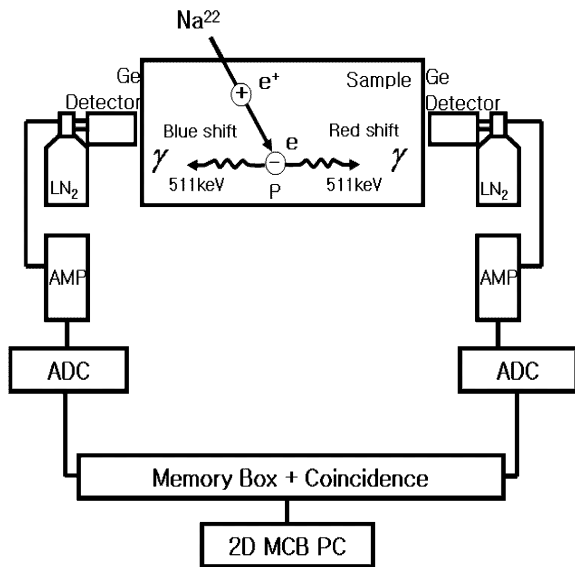 Na²²
Ge
Detector
Sample
Ge
Detector
e⁺
+
Blue shift
e
Red shift
γ
−
γ
511keV
P
511keV
LN₂
LN₂
AMP
AMP
ADC
ADC
Memory Box + Coincidence
2D MCB PC